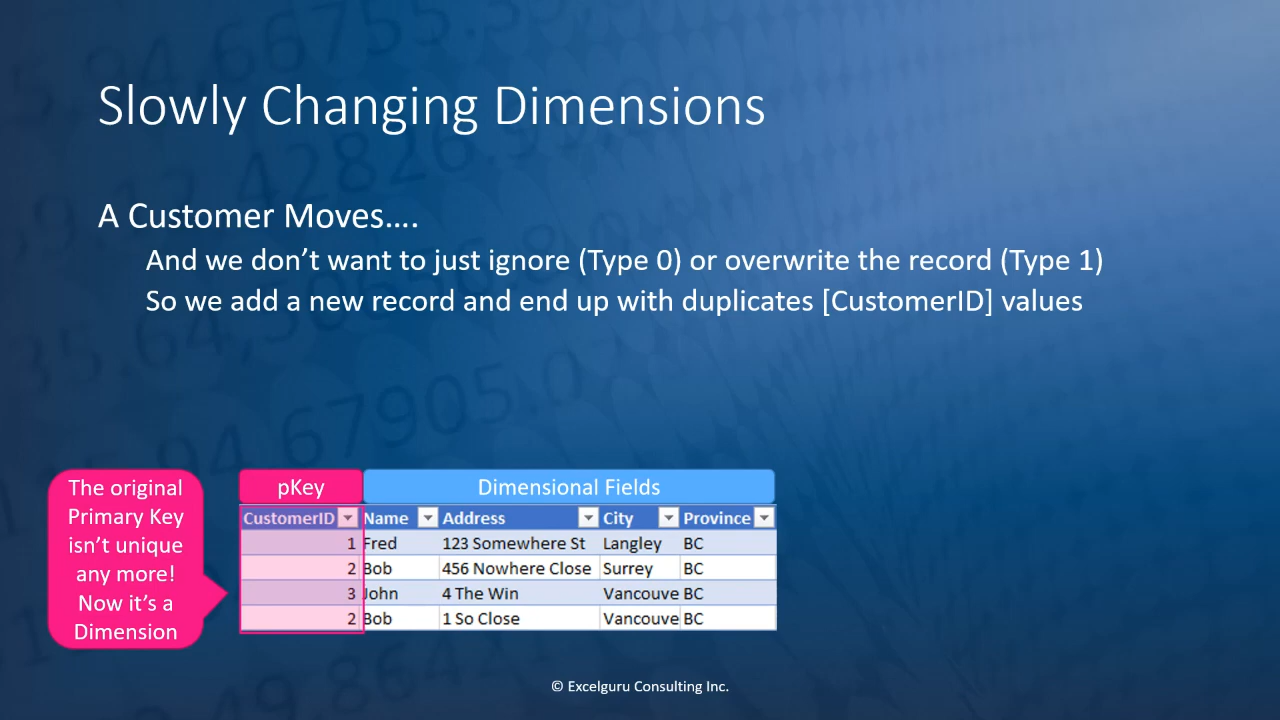 Slowly Changing Dimensions
A Customer Moves....
And we don't want to just ignore (Type 0) or overwrite the record (Type 1)
So we add a new record and end up with duplicates [CustomerID] values
The original
Primary Key
isn't unique
any more!
Now it's a
Dimension
pKey Dimensional Fields
CustomerID Name Address City Province
1 Fred 123 Somewhere St Langley BC
2 Bob 456 Nowhere Close Surrey BC
3 John 4 The Win Vancouve BC
2 Bob 1 So Close Vancouve BC
© Excelguru Consulting Inc.